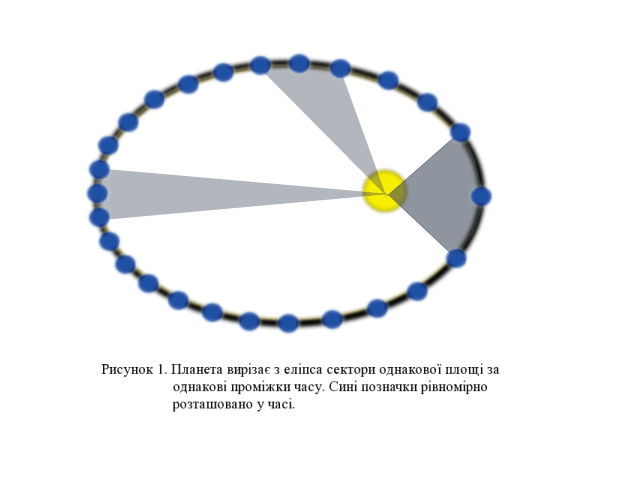 Рисунок 1. Планета вирізає з еліпса сектори однакової площі за
однакові проміжки часу. Сині позначки рівномірно
розташовано у часі.